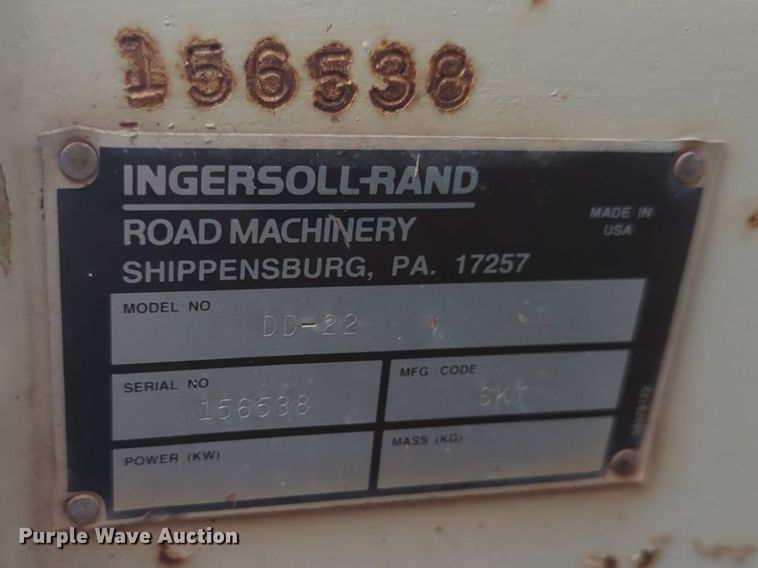 156538
INGERSOLL-RAND
ROAD MACHINERY
SHIPPENSBURG, PA. 17257
MADE IN
USA
MODEL NO
DD-22
SERIAL NO
156538
MFG CODE
POWER (KW)
MASS (KG)
Purple Wave Auction